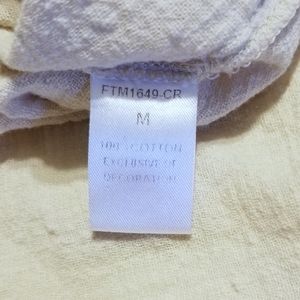 FTM1649-CR
M
100% COTTON
EXCLUSIVE OF
DECORATION